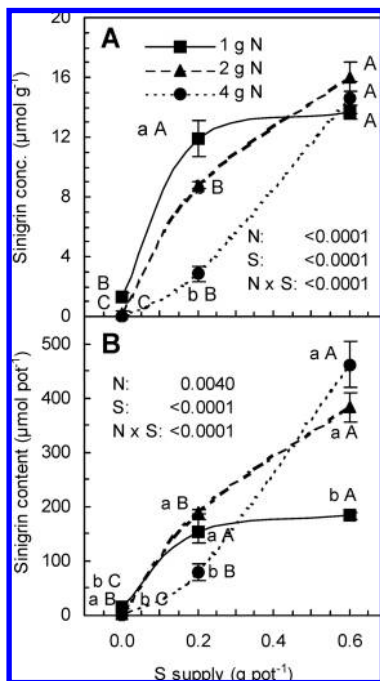 A
1 g N
2 g N
4 g N
Sinigrin conc. (µmol g⁻¹)
20
16
12
8
4
0
a A
A
A
A
B
B
C
C
b B
N: <0.0001
S: <0.0001
N x S: <0.0001
B
Sinigrin content (µmol pot⁻¹)
500
400
300
200
100
0
N: 0.0040
S: <0.0001
N x S: <0.0001
a A
a A
b A
a B
a A
b C
a B
b C
b B
0.0 0.2 0.4 0.6
S supply (g pot⁻¹)